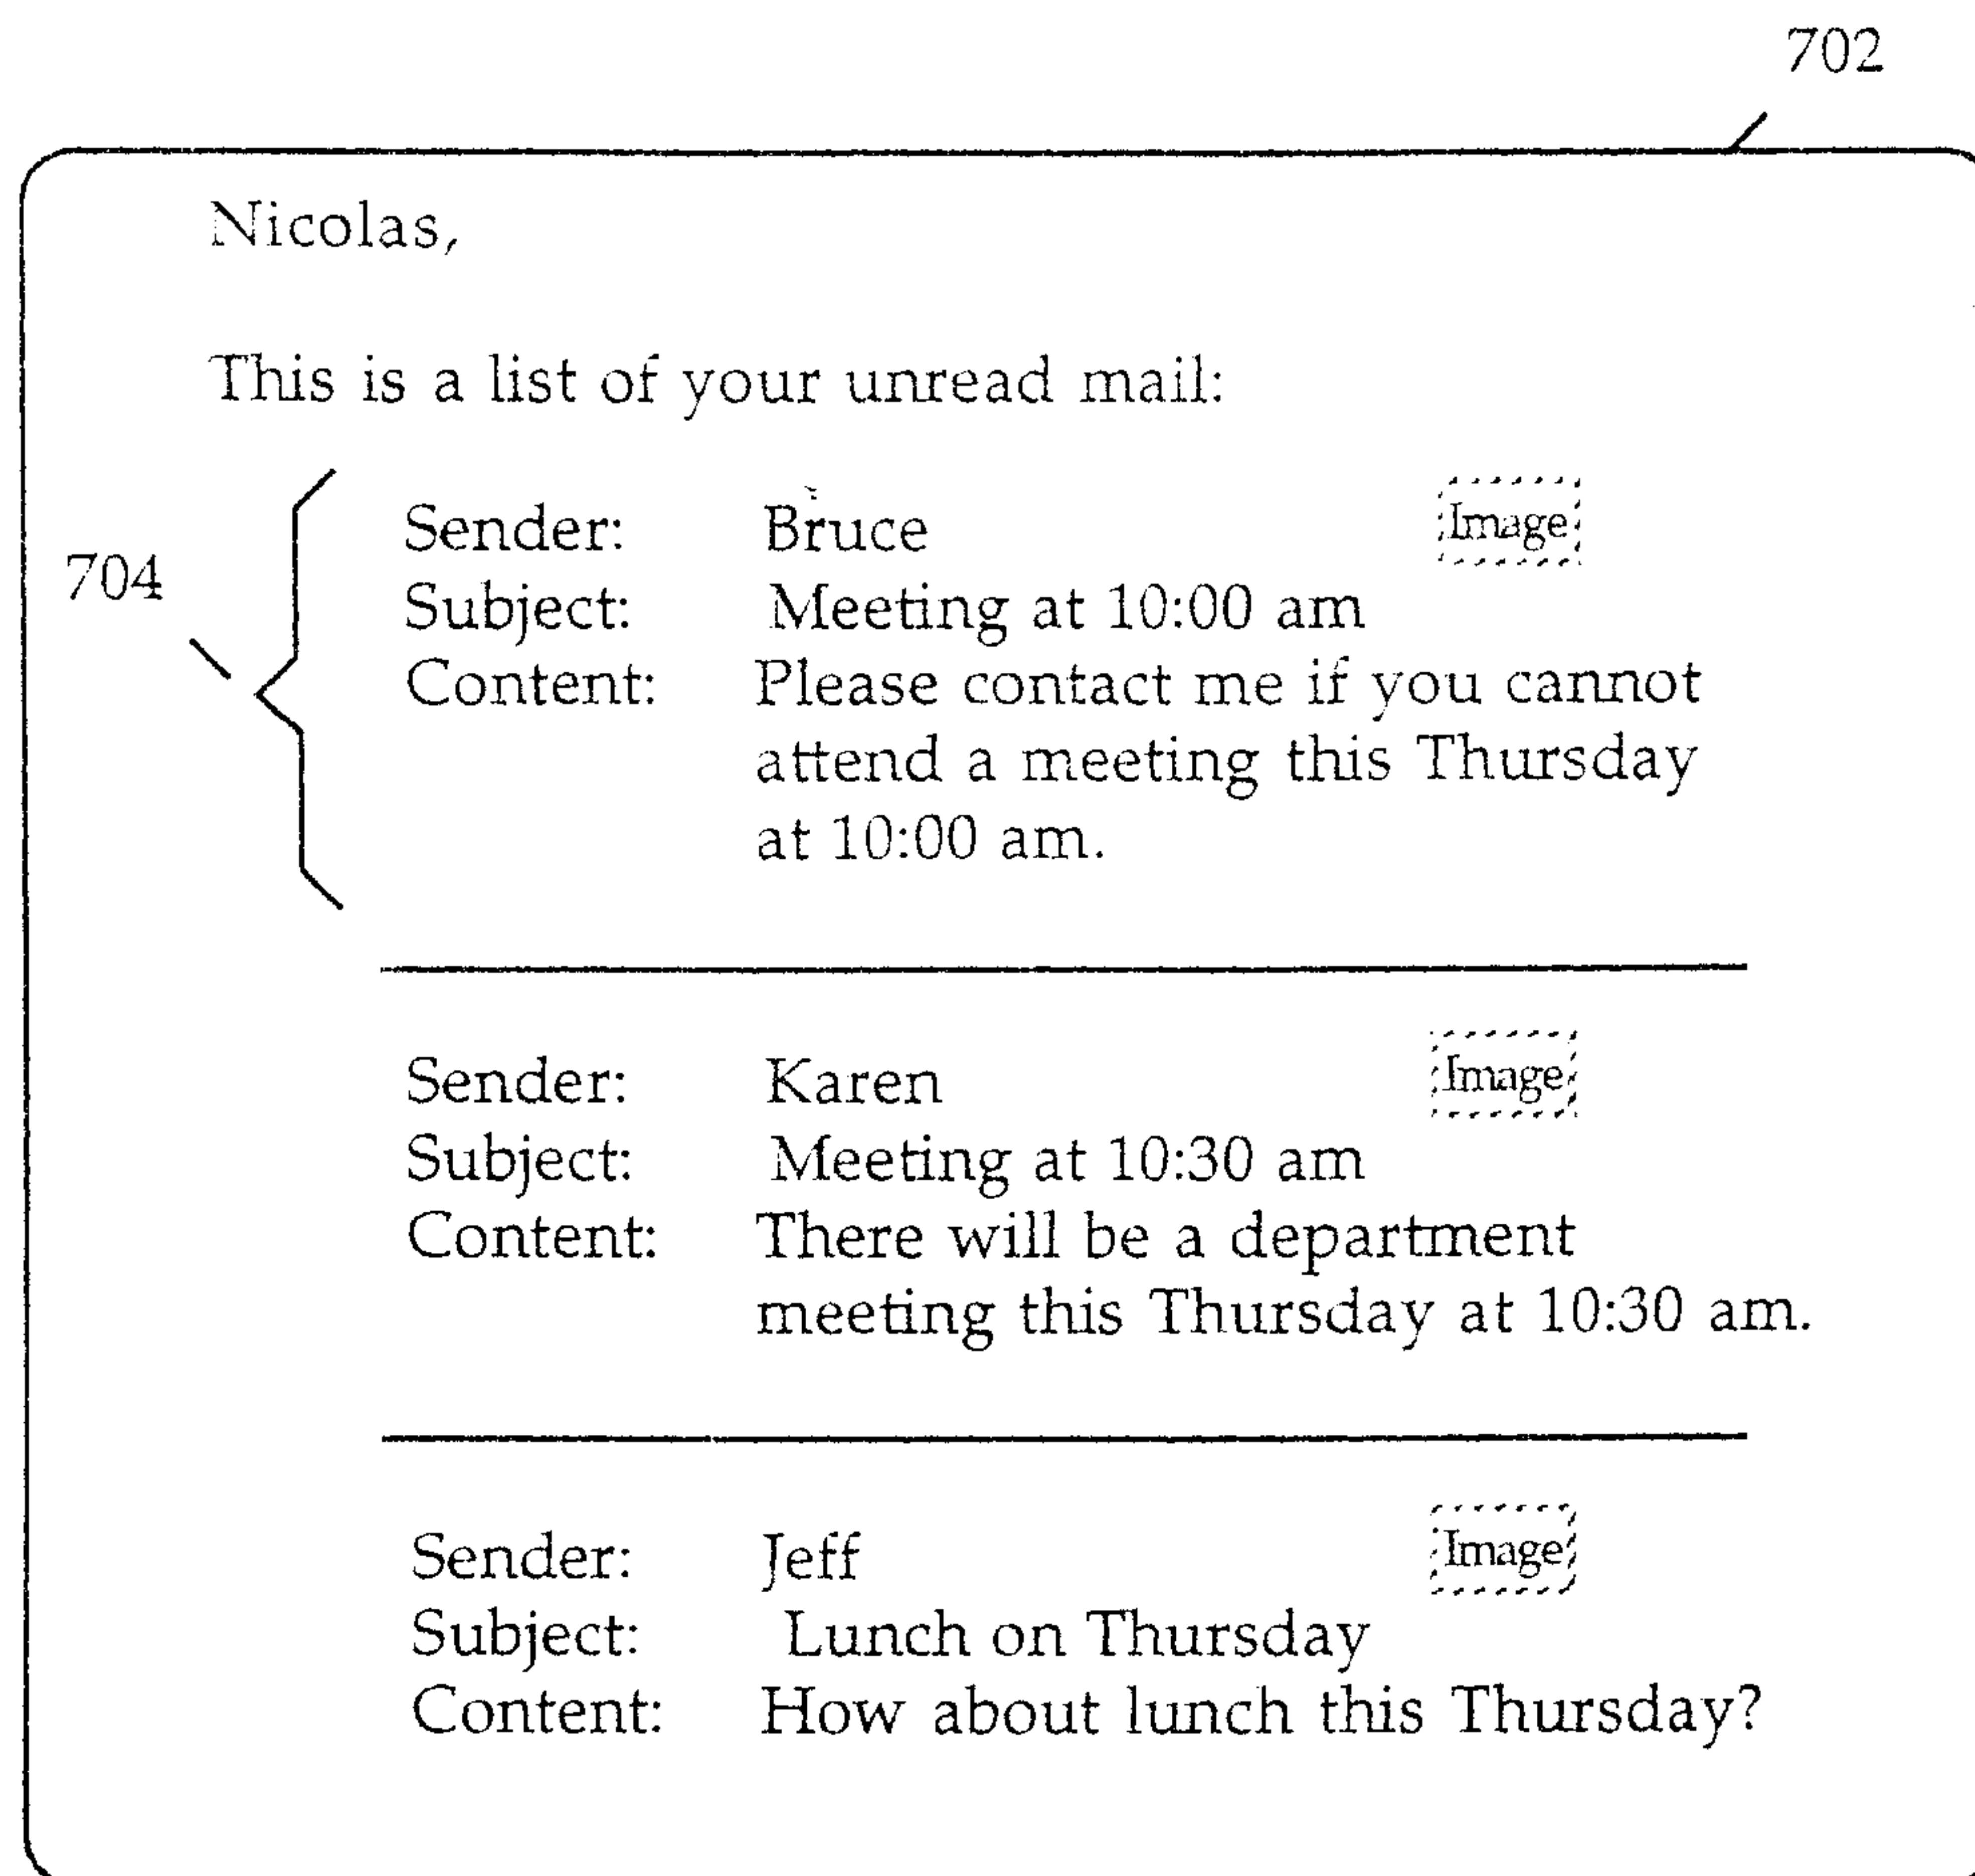 702
Nicolas,
This is a list of your unread mail:
704
Sender: Bruce Image
Subject: Meeting at 10:00 am
Content: Please contact me if you cannot
attend a meeting this Thursday
at 10:00 am.
Sender: Karen Image
Subject: Meeting at 10:30 am
Content: There will be a department
meeting this Thursday at 10:30 am.
Sender: Jeff Image
Subject: Lunch on Thursday
Content: How about lunch this Thursday?